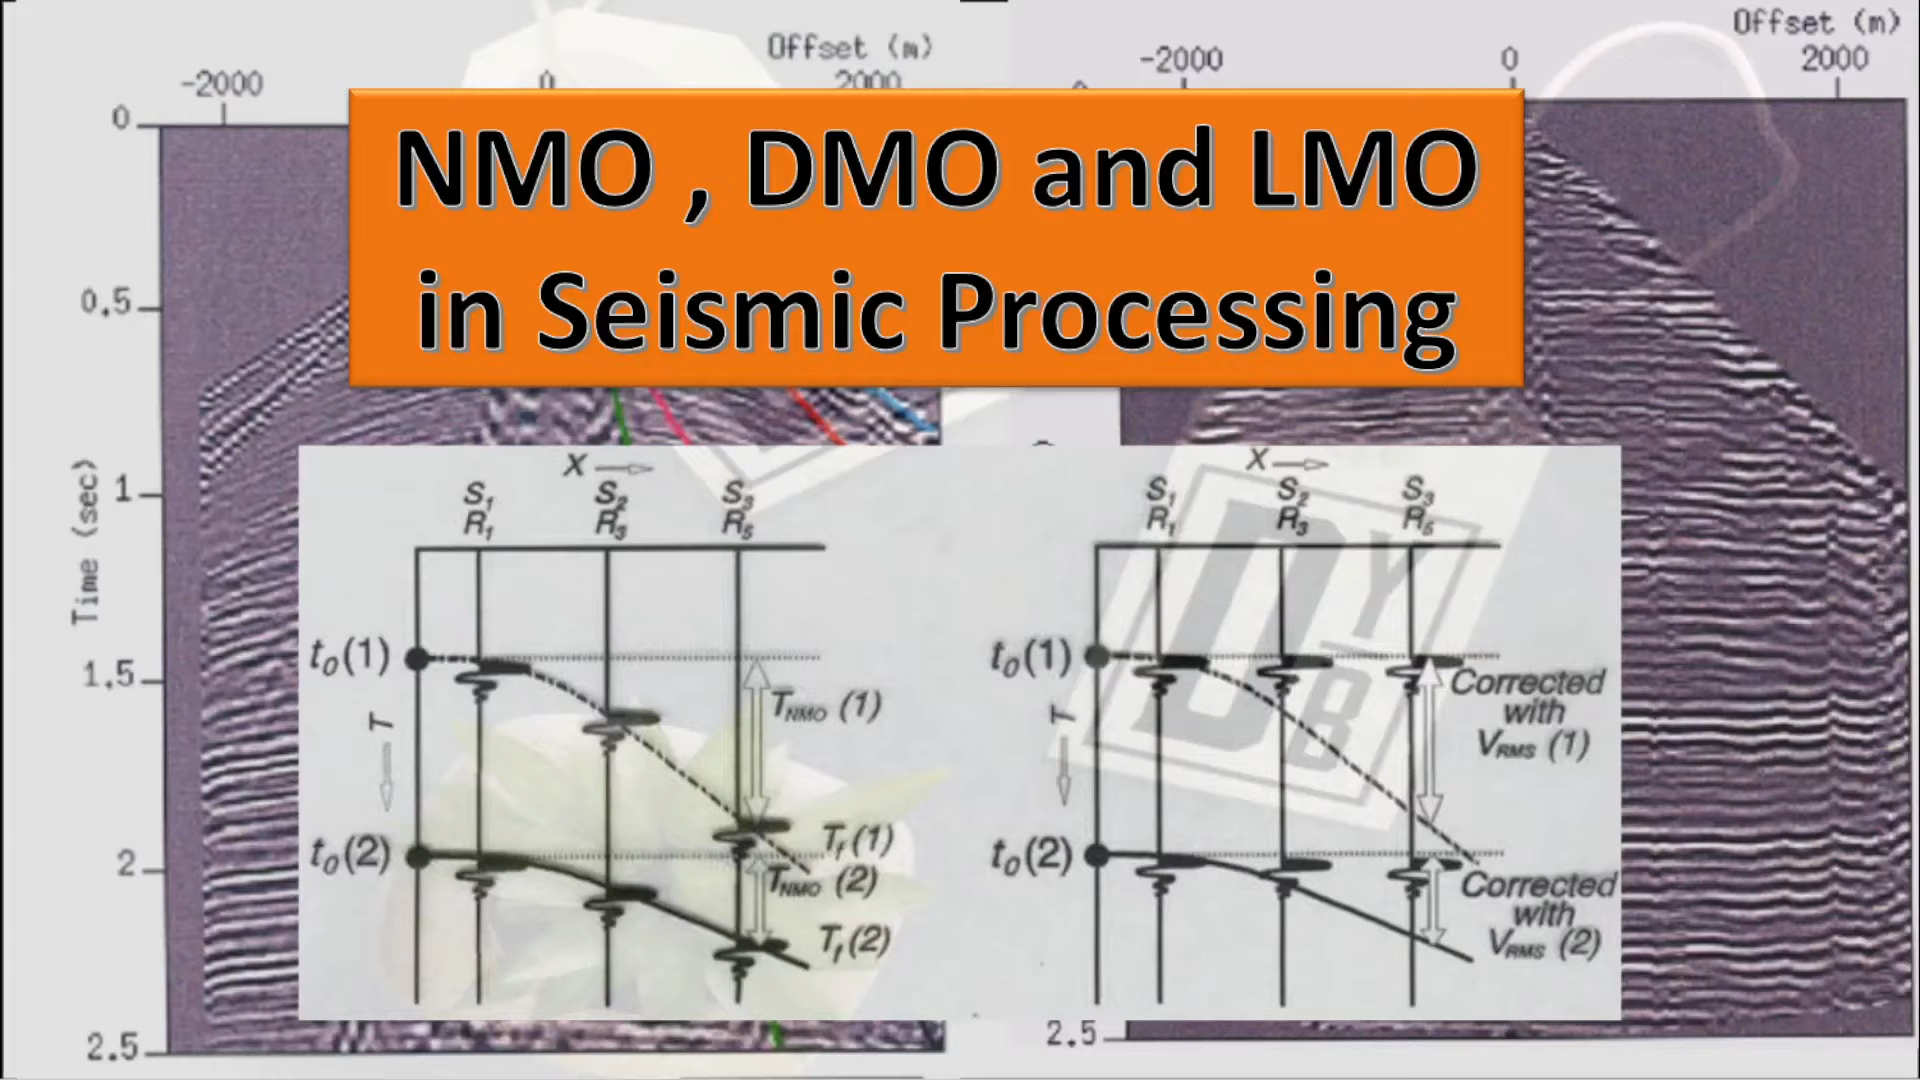 Offset (m)
-2000 0 2000
Offset (m)
-2000 0 2000
NMO , DMO and LMO
in Seismic Processing
0
0.5
1
1.5
2
2.5
Time (sec)
X
S1 S2 S3
R1 R3 R5
t0(1)
TNMO (1)
T
Tf(1)
t0(2)
TNMO (2)
Tf(2)
X
S1 S2 S3
R1 R3 R5
t0(1)
Corrected
with
VRMS (1)
T
t0(2)
Corrected
with
VRMS (2)
2.5
DYB